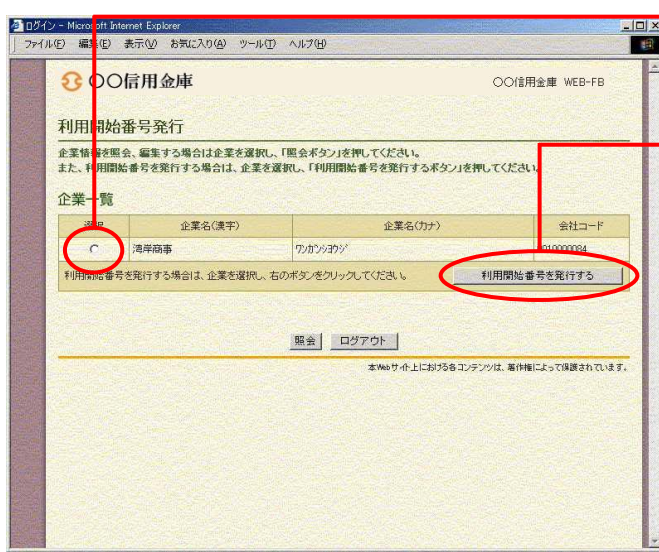 ログイン - Microsoft Internet Explorer
ファイル(F) 編集(E) 表示(V) お気に入り(A) ツール(T) ヘルプ(H)
〇〇信用金庫
〇〇信用金庫 WEB-FB
利用開始番号発行
企業情報を照会、編集する場合は企業を選択し、「照会ボタン」を押してください。
また、利用開始番号を発行する場合は、企業を選択し、「利用開始番号を発行するボタン」を押してください。
企業一覧
選択 企業名(漢字) 企業名(カナ) 会社コード
湾岸商事 ワンガンシヨウジ
利用開始番号を発行する場合は、企業を選択し、右のボタンをクリックしてください。 利用開始番号を発行する
照会 ログアウト
本Webサイト上における各コンテンツは、著作権によって保護されています。